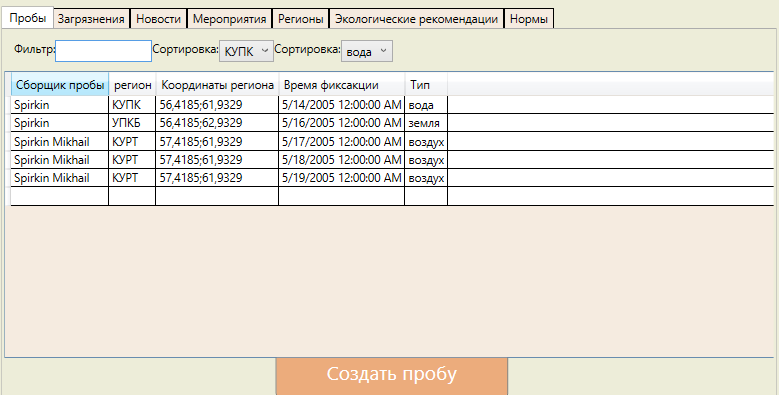 Пробы Загрязнения Новости Мероприятия Регионы Экологические рекомендации Нормы
Фильтр: Сортировка: КУПК Сортировка: вода
Сборщик пробы регион Координаты региона Время фиксации Тип
Spirkin КУПК 56,4185;61,9329 5/14/2005 12:00:00 AM вода
Spirkin УПКБ 56,4185;62,9329 5/16/2005 12:00:00 AM земля
Spirkin Mikhail КУРТ 57,4185;61,9329 5/17/2005 12:00:00 AM воздух
Spirkin Mikhail КУРТ 57,4185;61,9329 5/18/2005 12:00:00 AM воздух
Spirkin Mikhail КУРТ 57,4185;61,9329 5/19/2005 12:00:00 AM воздух
Создать пробу